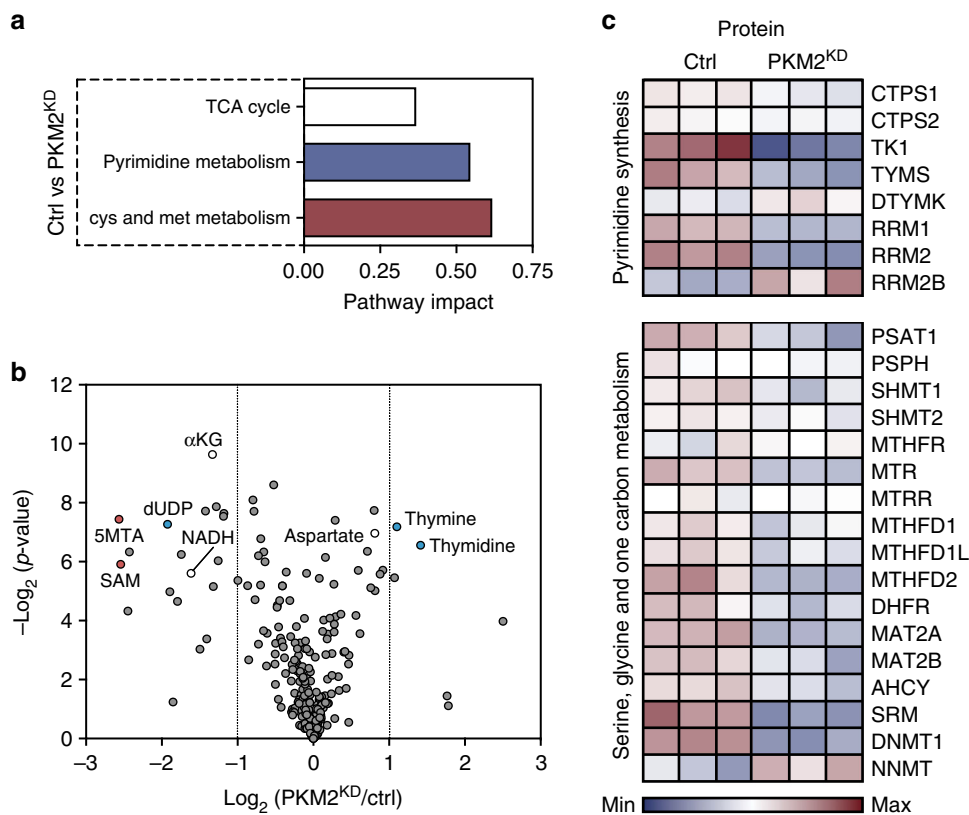 a
Ctrl vs PKM2KD
TCA cycle
Pyrimidine metabolism
cys and met metabolism
0.00 0.25 0.50 0.75
Pathway impact
b
–Log2 (p-value)
12
10
8
6
4
2
0
αKG
dUDP
5MTA
NADH
SAM
Aspartate
Thymine
Thymidine
–3 –2 –1 0 1 2 3
Log2 (PKM2KD/ctrl)
c
Protein
Ctrl PKM2KD
Pyrimidine synthesis
CTPS1
CTPS2
TK1
TYMS
DTYMK
RRM1
RRM2
RRM2B
Serine, glycine and one carbon metabolism
PSAT1
PSPH
SHMT1
SHMT2
MTHFR
MTR
MTRR
MTHFD1
MTHFD1L
MTHFD2
DHFR
MAT2A
MAT2B
AHCY
SRM
DNMT1
NNMT
Min Max